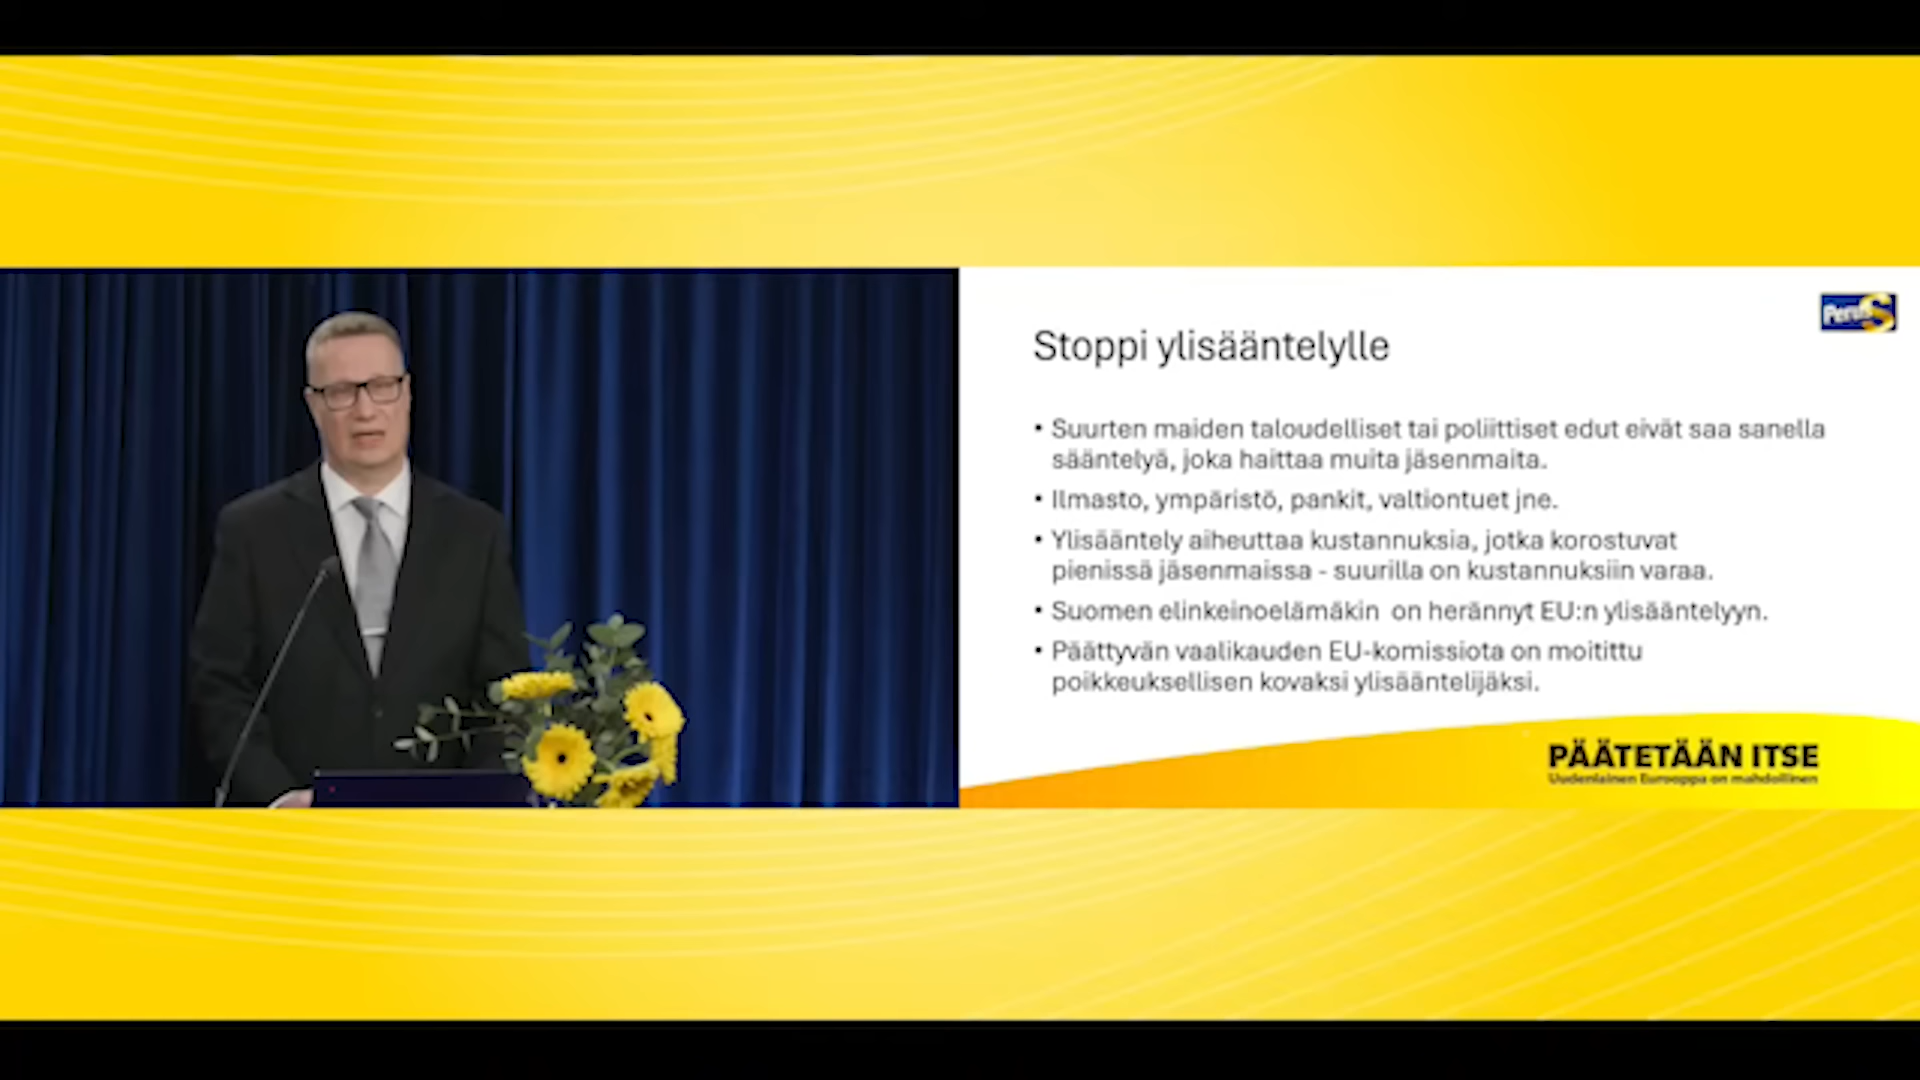 PerusS
Stoppi ylisääntelylle
• Suurten maiden taloudelliset tai poliittiset edut eivät saa sanella
sääntelyä, joka haittaa muita jäsenmaita.
• Ilmasto, ympäristö, pankit, valtiontuet jne.
• Ylisääntely aiheuttaa kustannuksia, jotka korostuvat
pienissä jäsenmaissa - suurilla on kustannuksiin varaa.
• Suomen elinkeinoelämäkin on herännyt EU:n ylisääntelyyn.
• Päättyvän vaalikauden EU-komissiota on moitittu
poikkeuksellisen kovaksi ylisääntelijäksi.
PÄÄTETÄÄN ITSE
Uudenlainen Eurooppa on mahdollinen